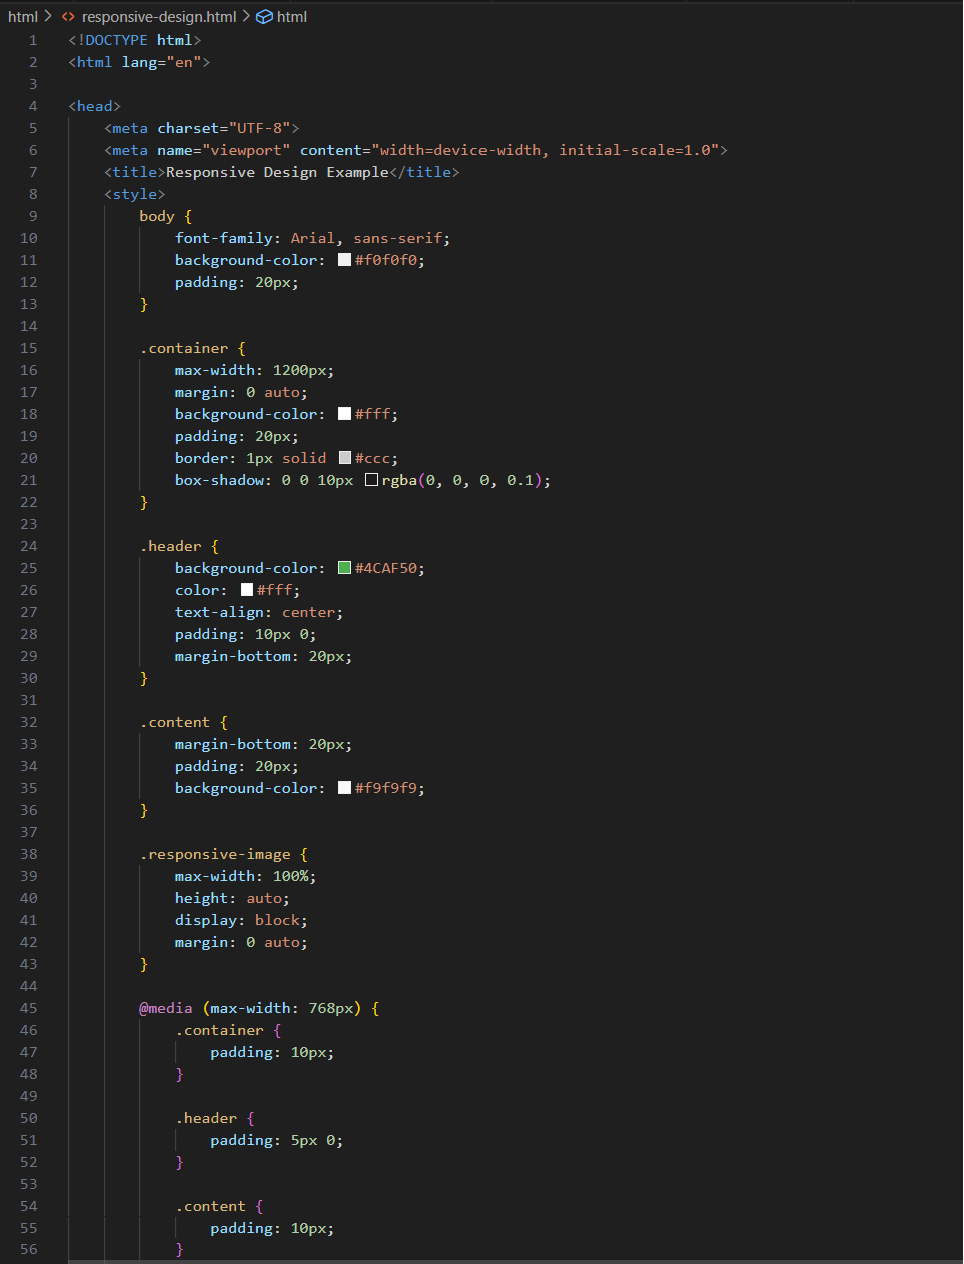 html > responsive-design.html > html
1 <!DOCTYPE html>
2 <html lang="en">
3
4 <head>
5     <meta charset="UTF-8">
6     <meta name="viewport" content="width=device-width, initial-scale=1.0">
7     <title>Responsive Design Example</title>
8     <style>
9         body {
10             font-family: Arial, sans-serif;
11             background-color: #f0f0f0;
12             padding: 20px;
13         }
14
15         .container {
16             max-width: 1200px;
17             margin: 0 auto;
18             background-color: #fff;
19             padding: 20px;
20             border: 1px solid #ccc;
21             box-shadow: 0 0 10px rgba(0, 0, 0, 0.1);
22         }
23
24         .header {
25             background-color: #4CAF50;
26             color: #fff;
27             text-align: center;
28             padding: 10px 0;
29             margin-bottom: 20px;
30         }
31
32         .content {
33             margin-bottom: 20px;
34             padding: 20px;
35             background-color: #f9f9f9;
36         }
37
38         .responsive-image {
39             max-width: 100%;
40             height: auto;
41             display: block;
42             margin: 0 auto;
43         }
44
45         @media (max-width: 768px) {
46             .container {
47                 padding: 10px;
48             }
49
50             .header {
51                 padding: 5px 0;
52             }
53
54             .content {
55                 padding: 10px;
56             }